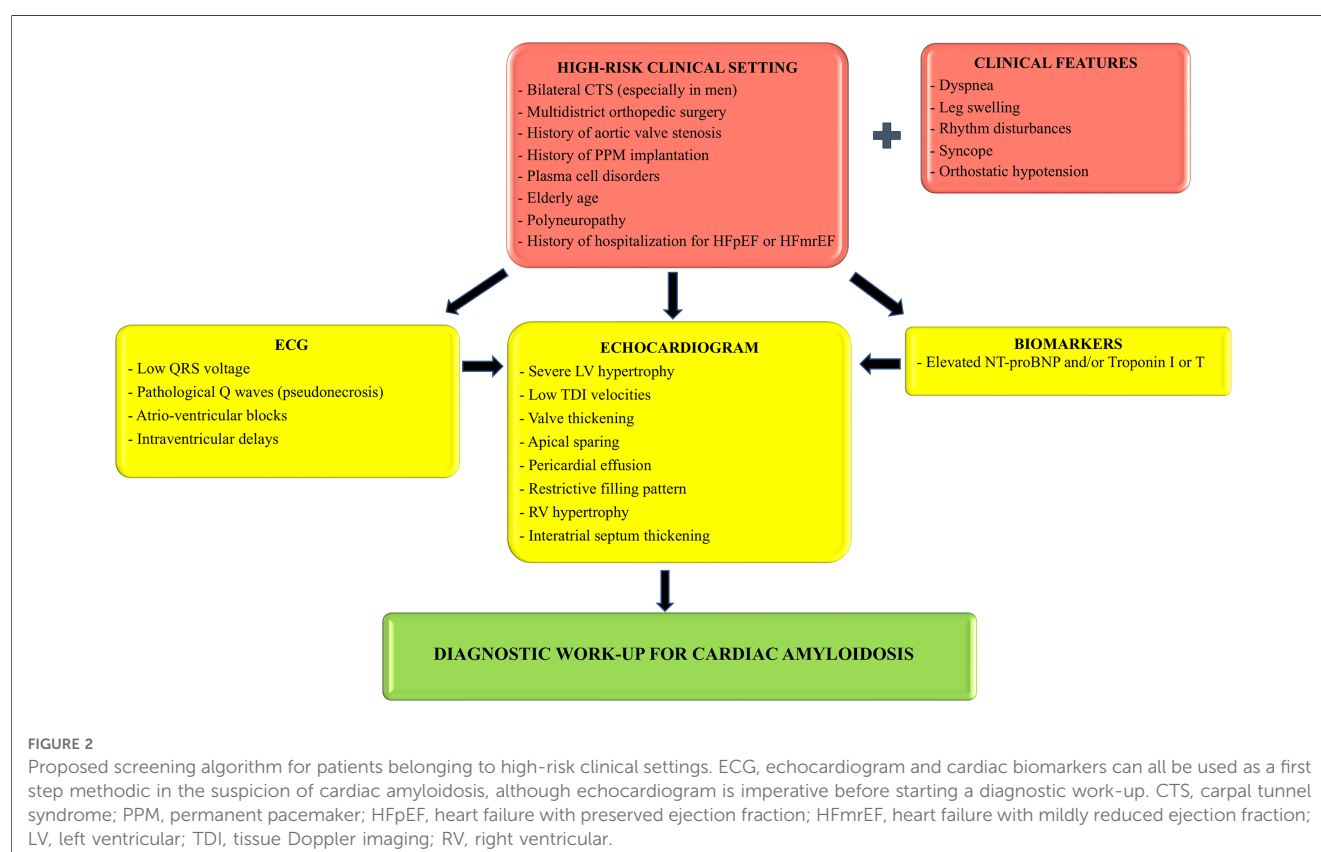 HIGH-RISK CLINICAL SETTING
- Bilateral CTS (especially in men)
- Multidistrict orthopedic surgery
- History of aortic valve stenosis
- History of PPM implantation
- Plasma cell disorders
- Elderly age
- Polyneuropathy
- History of hospitalization for HFpEF or HFmrEF
CLINICAL FEATURES
- Dyspnea
- Leg swelling
- Rhythm disturbances
- Syncope
- Orthostatic hypotension
ECG
- Low QRS voltage
- Pathological Q waves (pseudonecrosis)
- Atrio-ventricular blocks
- Intraventricular delays
ECHOCARDIOGRAM
- Severe LV hypertrophy
- Low TDI velocities
- Valve thickening
- Apical sparing
- Pericardial effusion
- Restrictive filling pattern
- RV hypertrophy
- Interatrial septum thickening
BIOMARKERS
- Elevated NT-proBNP and/or Troponin I or T
DIAGNOSTIC WORK-UP FOR CARDIAC AMYLOIDOSIS
FIGURE 2
Proposed screening algorithm for patients belonging to high-risk clinical settings. ECG, echocardiogram and cardiac biomarkers can all be used as a first
step methodic in the suspicion of cardiac amyloidosis, although echocardiogram is imperative before starting a diagnostic work-up. CTS, carpal tunnel
syndrome; PPM, permanent pacemaker; HFpEF, heart failure with preserved ejection fraction; HFmrEF, heart failure with mildly reduced ejection fraction;
LV, left ventricular; TDI, tissue Doppler imaging; RV, right ventricular.